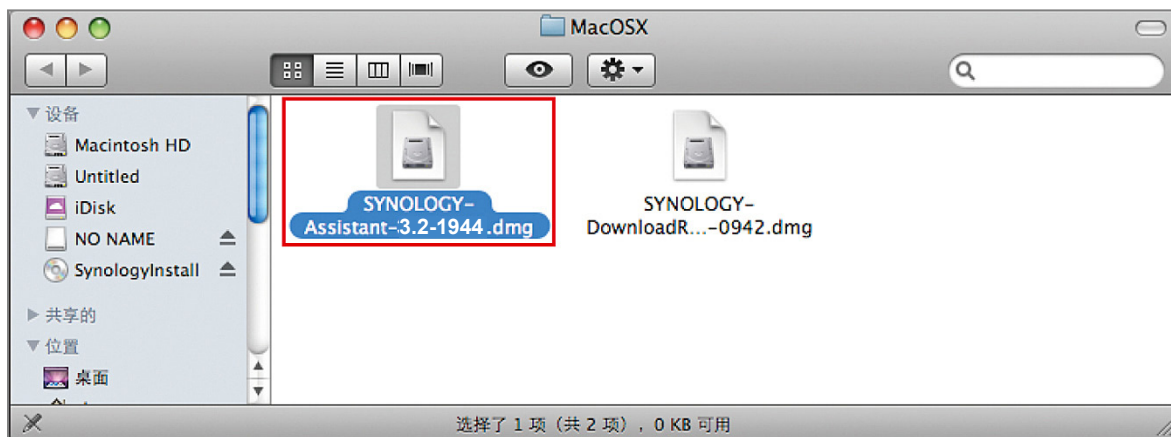 MacOSX
设备
Macintosh HD
Untitled
iDisk
NO NAME
SynologyInstall
共享的
位置
桌面
SYNOLOGY-
Assistant-3.2-1944.dmg
SYNOLOGY-
DownloadR...-0942.dmg
选择了 1 项（共 2 项）, 0 KB 可用